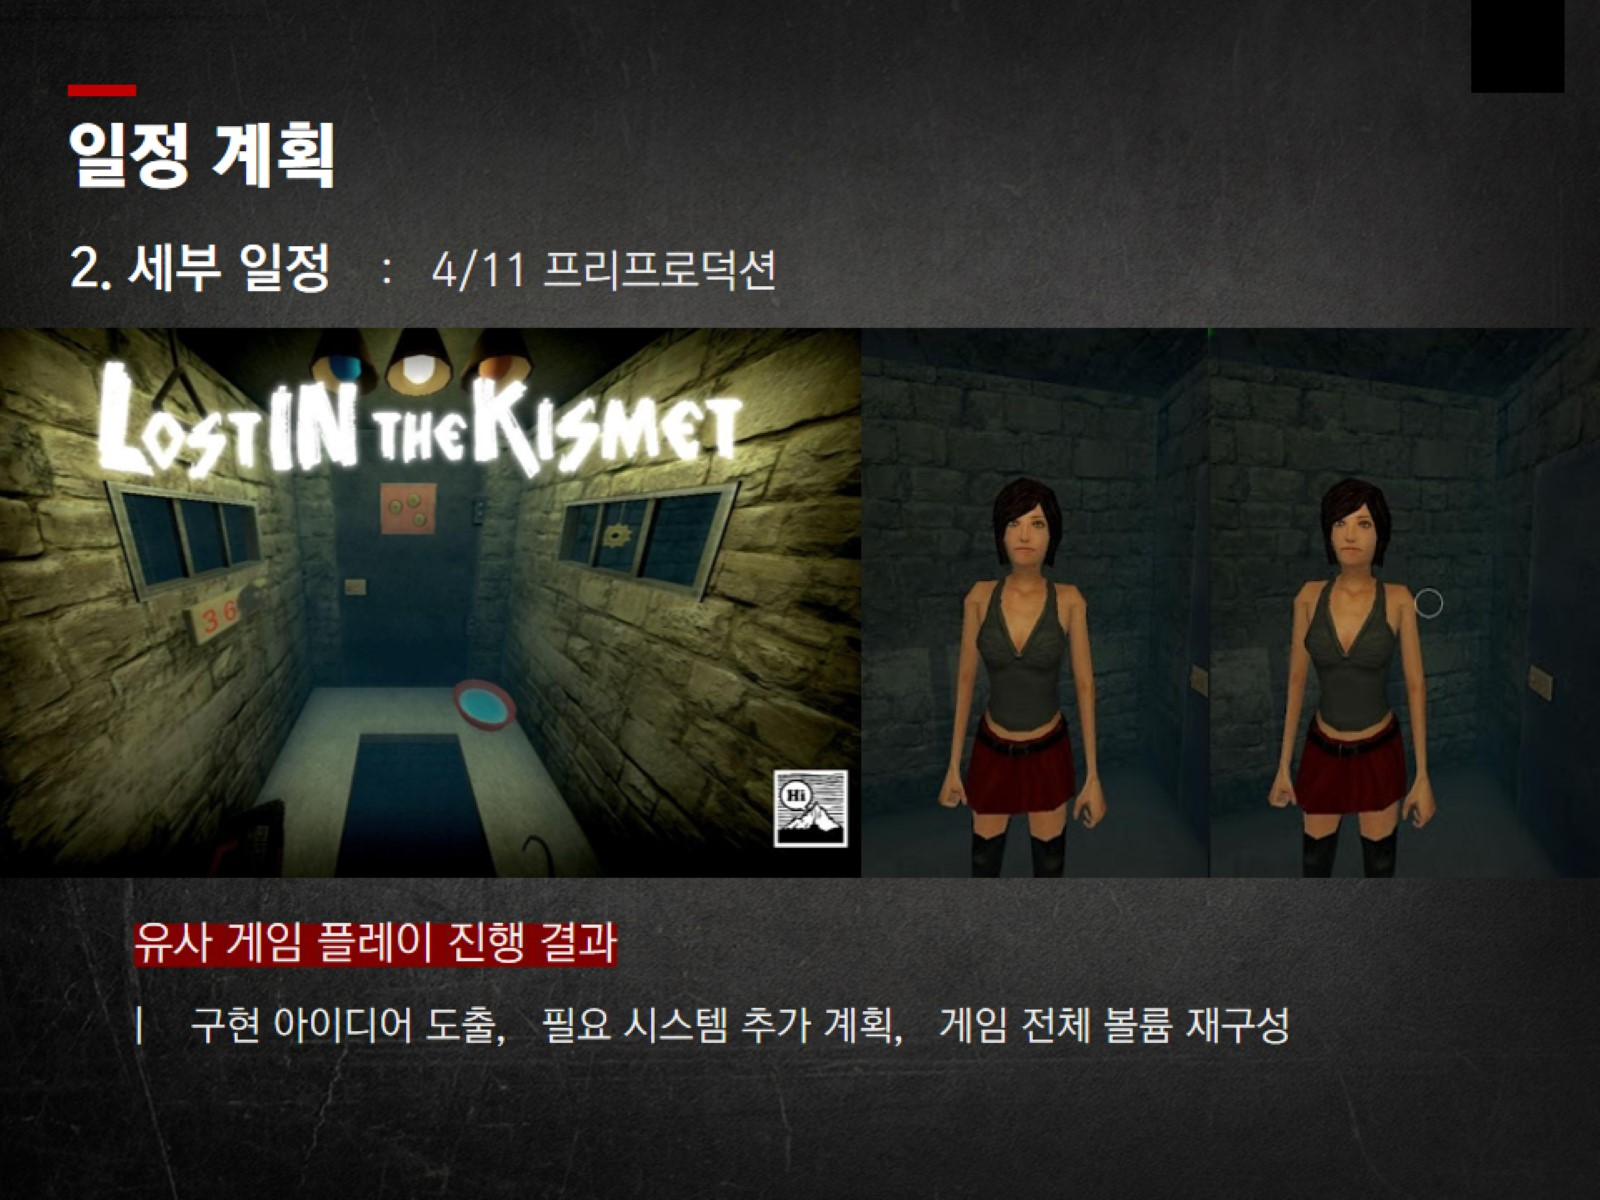 일정 계획
2. 세부 일정 : 4/11 프리프로덕션
LOST IN THE KISMET
36
Hi
유사 게임 플레이 진행 결과
| 구현 아이디어 도출, 필요 시스템 추가 계획, 게임 전체 볼륨 재구성